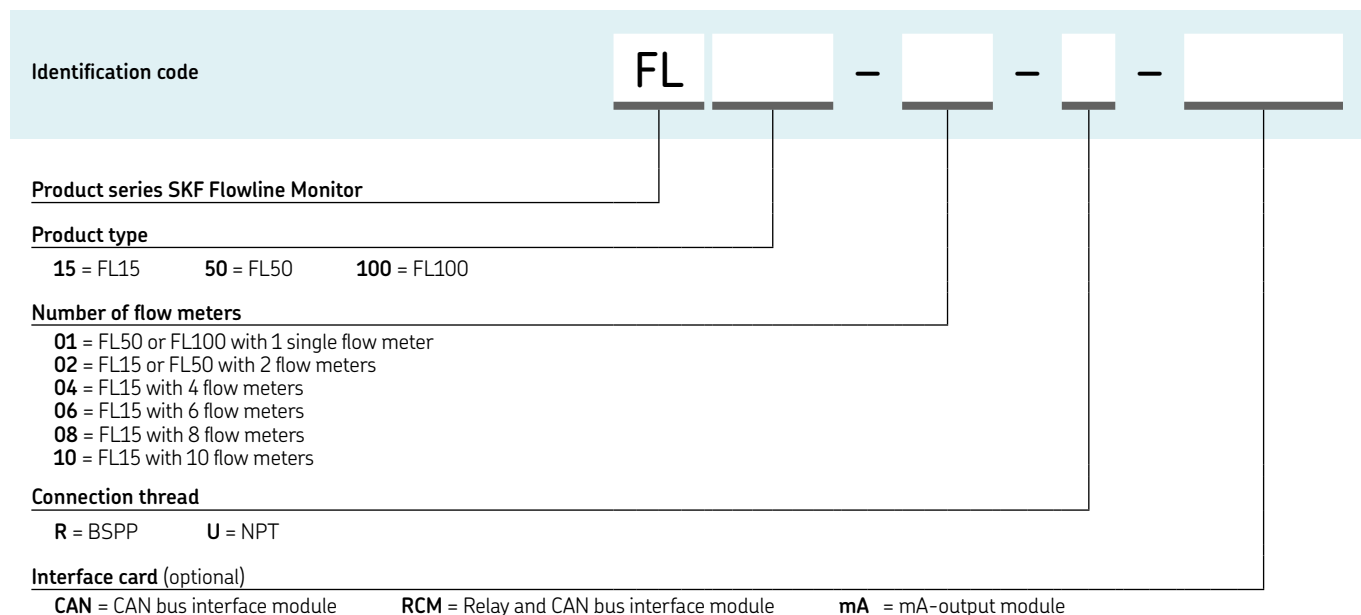 Identification code FL – – –
Product series SKF Flowline Monitor
Product type
15 = FL15 50 = FL50 100 = FL100
Number of flow meters
01 = FL50 or FL100 with 1 single flow meter
02 = FL15 or FL50 with 2 flow meters
04 = FL15 with 4 flow meters
06 = FL15 with 6 flow meters
08 = FL15 with 8 flow meters
10 = FL15 with 10 flow meters
Connection thread
R = BSPP U = NPT
Interface card (optional)
CAN = CAN bus interface module RCM = Relay and CAN bus interface module mA = mA-output module